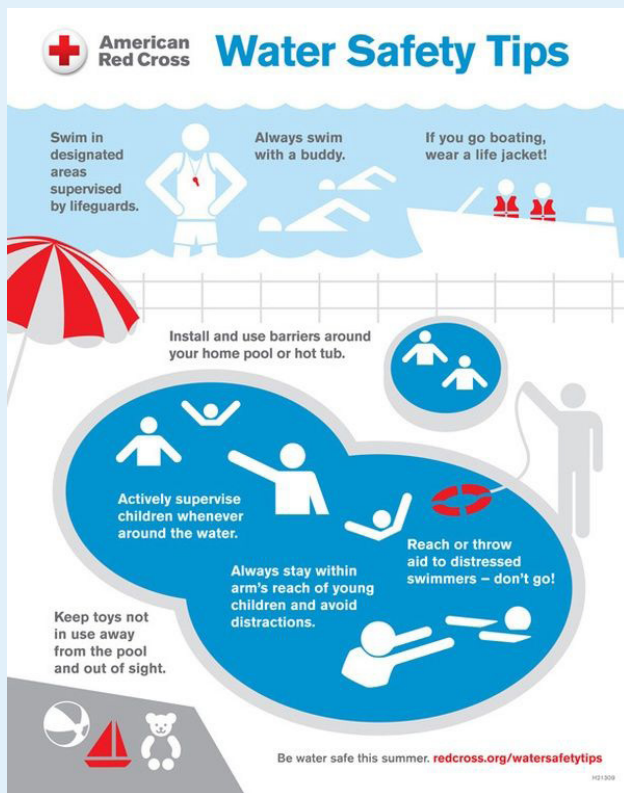 American
Red Cross
Water Safety Tips
Swim in
designated
areas
supervised
by lifeguards.
Always swim
with a buddy.
If you go boating,
wear a life jacket!
Install and use barriers around
your home pool or hot tub.
Actively supervise
children whenever
around the water.
Always stay within
arm's reach of young
children and avoid
distractions.
Reach or throw
aid to distressed
swimmers – don't go!
Keep toys not
in use away
from the pool
and out of sight.
Be water safe this summer. redcross.org/watersafetytips